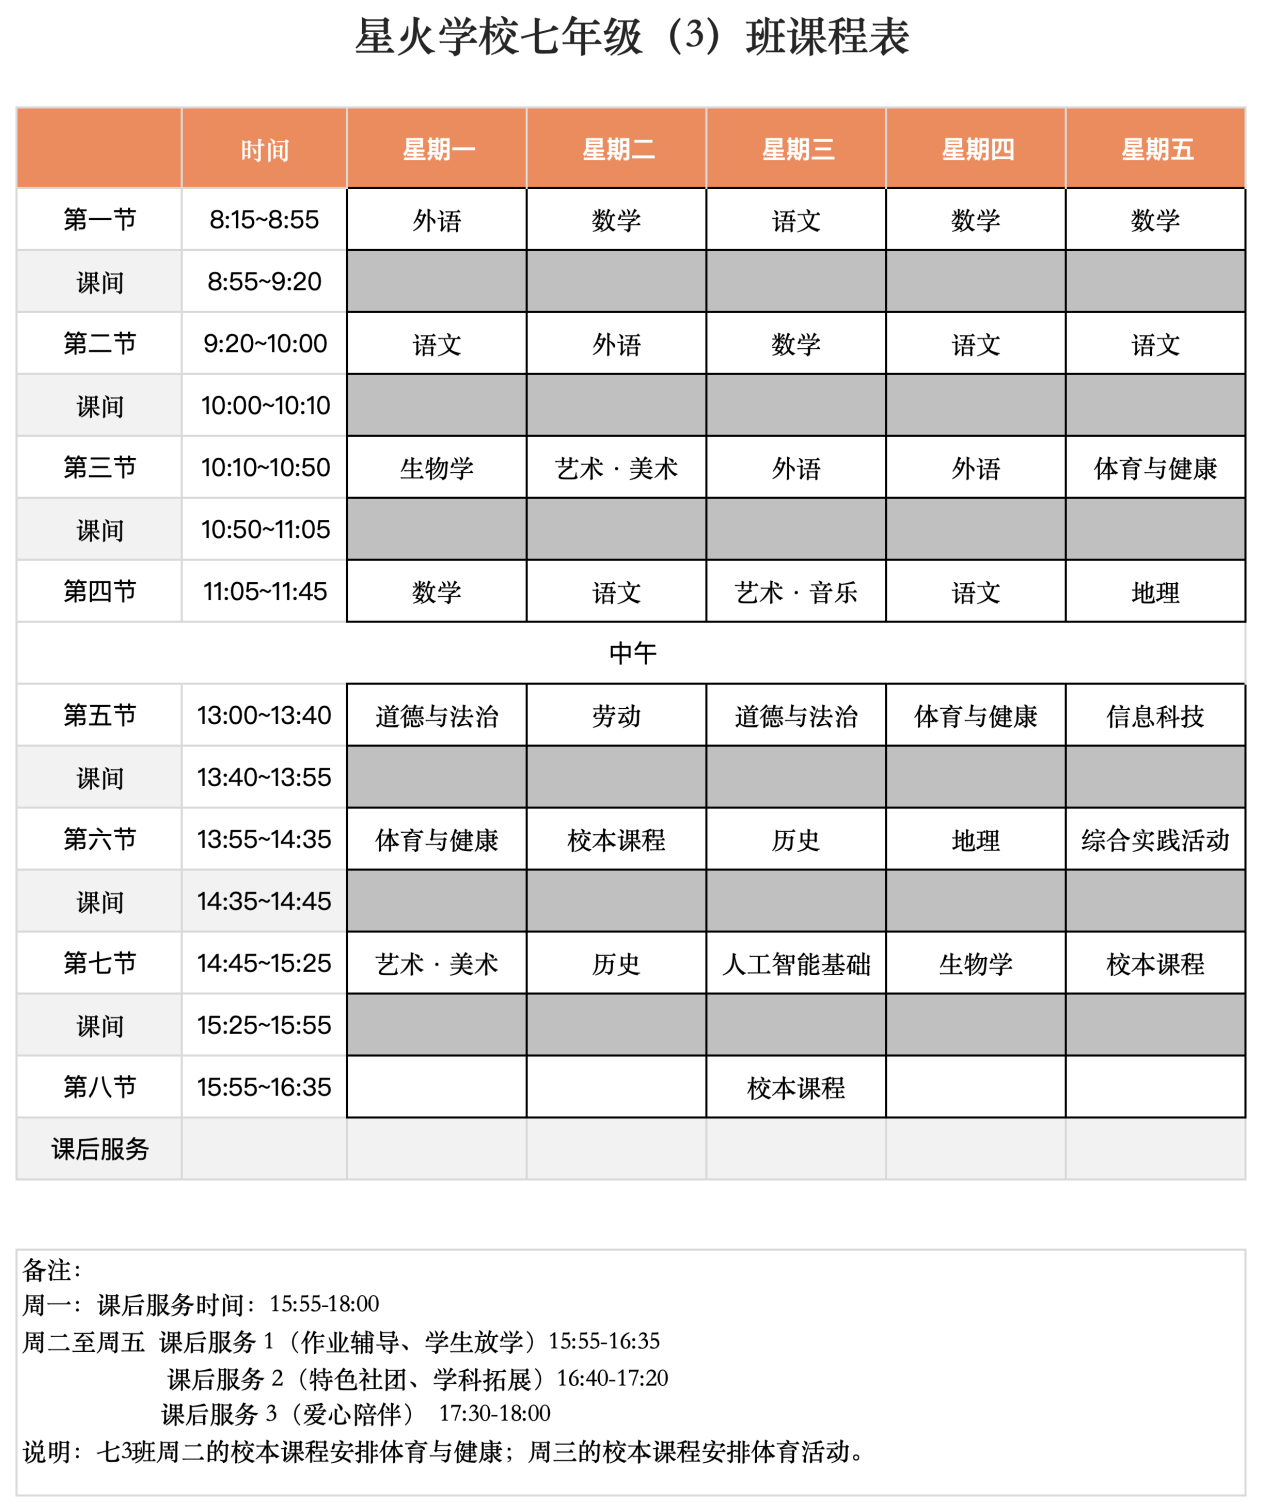 星火学校七年级（3）班课程表
时间 星期一 星期二 星期三 星期四 星期五
第一节 8:15~8:55 外语 数学 语文 数学 数学
课间 8:55~9:20
第二节 9:20~10:00 语文 外语 数学 语文 语文
课间 10:00~10:10
第三节 10:10~10:50 生物学 艺术·美术 外语 外语 体育与健康
课间 10:50~11:05
第四节 11:05~11:45 数学 语文 艺术·音乐 语文 地理
中午
第五节 13:00~13:40 道德与法治 劳动 道德与法治 体育与健康 信息科技
课间 13:40~13:55
第六节 13:55~14:35 体育与健康 校本课程 历史 地理 综合实践活动
课间 14:35~14:45
第七节 14:45~15:25 艺术·美术 历史 人工智能基础 生物学 校本课程
课间 15:25~15:55
第八节 15:55~16:35 校本课程
课后服务
备注：
周一：课后服务时间：15:55-18:00
周二至周五 课后服务 1（作业辅导、学生放学）15:55-16:35
课后服务 2（特色社团、学科拓展）16:40-17:20
课后服务 3（爱心陪伴） 17:30-18:00
说明：七3班周二的校本课程安排体育与健康；周三的校本课程安排体育活动。